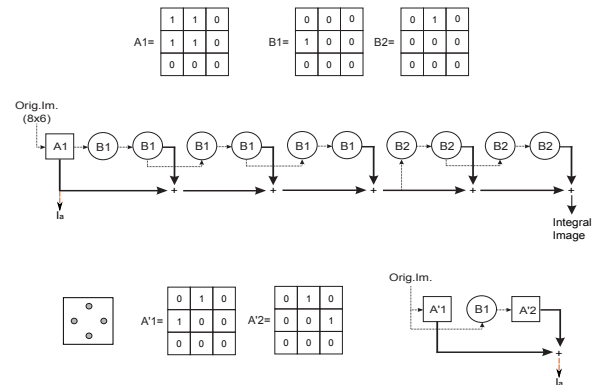 1 1 0 1 1 0 0 0 0
A1=
0 0 0 1 0 0 0 0 0
B1=
0 1 0 0 0 0 0 0 0
B2=
Orig.Im.
(8x6)
A1 B1 B1 B1 B1 B1 B1 B2 B2 B2 B2
+ + + + +
Ia
Integral
Image
A'1=
0 1 0
1 0 0
0 0 0
A'2=
0 1 0
0 0 1
0 0 0
Orig.Im.
A'1 B1 A'2
+
Ia